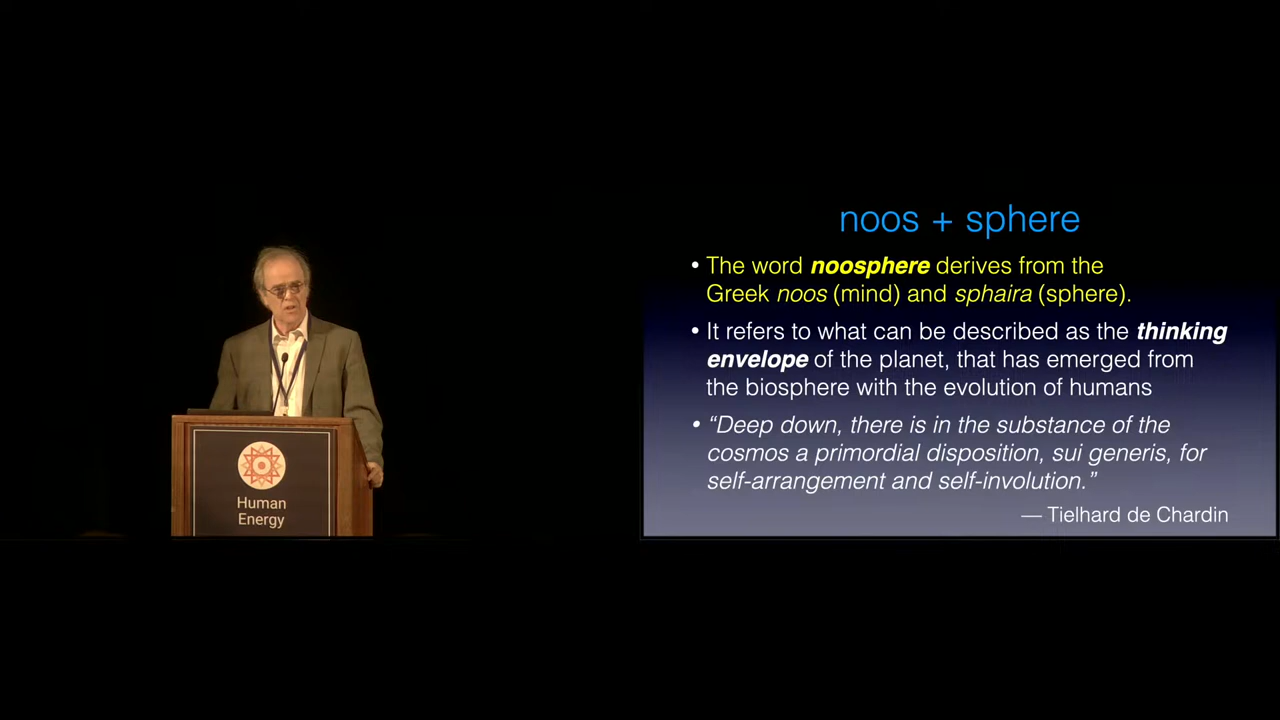 Human
Energy
noos + sphere
• The word noosphere derives from the
Greek noos (mind) and sphaira (sphere).
• It refers to what can be described as the thinking
envelope of the planet, that has emerged from
the biosphere with the evolution of humans
• “Deep down, there is in the substance of the
cosmos a primordial disposition, sui generis, for
self-arrangement and self-involution.”
— Tielhard de Chardin